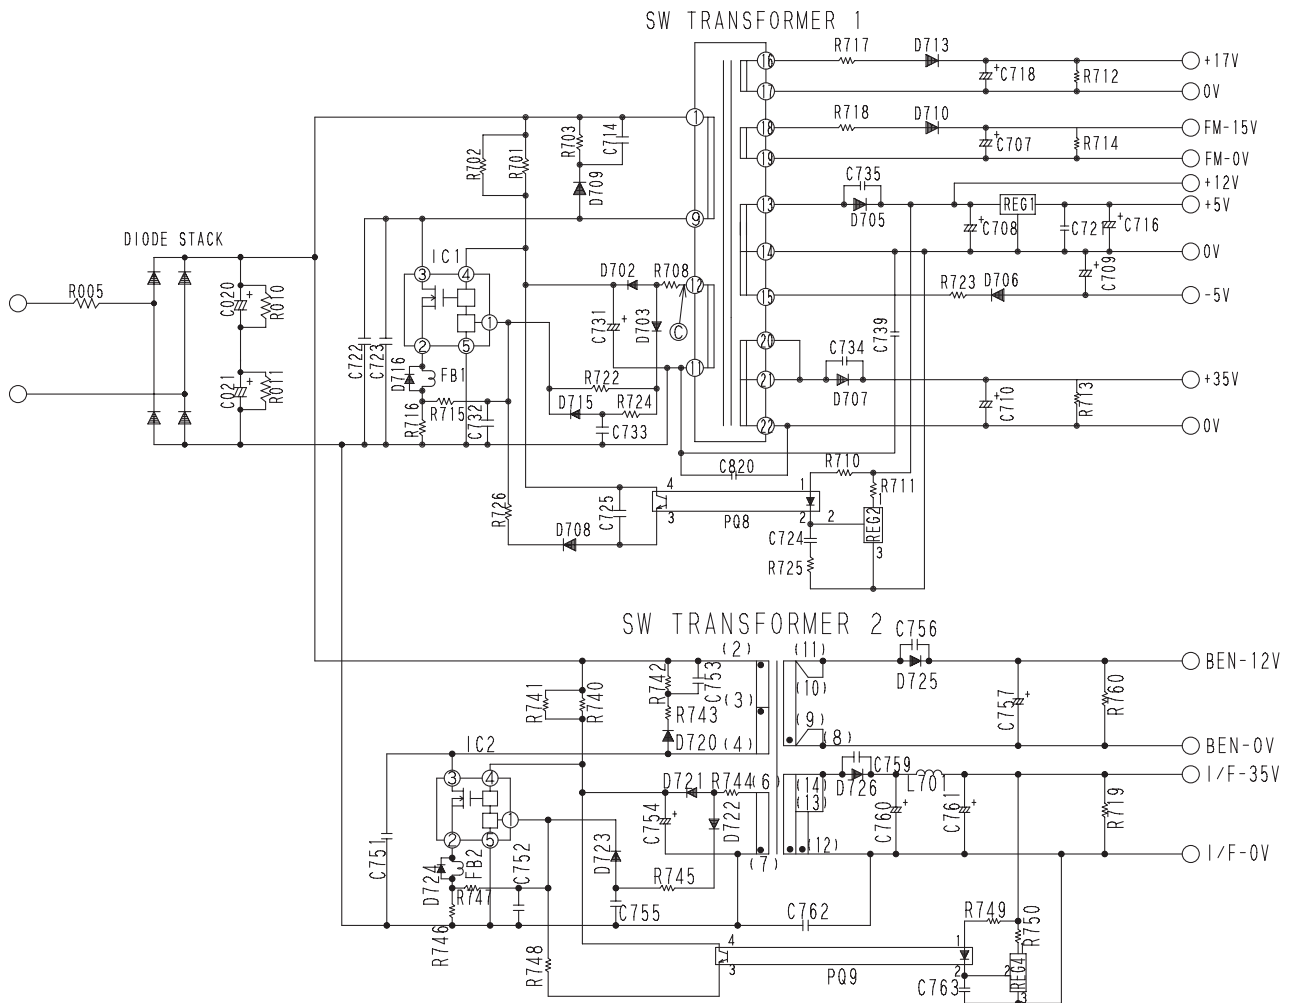 SW TRANSFORMER 1
R717 D713 +17V
C718 R712
0V
R718 D710 FM-15V
C707 R714
FM-0V
+12V
C735 REG1 +5V
D705 C708 C721 C716
0V
R723 D706 C709 -5V
C739
C734
D707 +35V
C710 R713
0V
16
17
18
19
13
14
15
20
21
22
1
9
12
11
R702 R701 R703 C714
D709
DIODE STACK
R005
C020 R010
C021 R011
C722 C723
IC1
3 4
1
2 5
D716 FB1
R716 R715 C732
D702 R708
C731 D703
C
R722
D715 R724
C733
C820
R710
R711
R726
D708 C725
4
3
PQ8
1
2
2
1
REG2
3
C724
R725
SW TRANSFORMER 2
(2) (11)
(3) (10)
(9)
(4) (8)
(6) (14)
(13)
(7) (12)
C756
D725
BEN-12V
C757 R760
BEN-0V
R741 R740 R742 C753
R743
D720
IC2
3 4
1
2 5
D721 R744
C754 D722
D723
R745
C755
C751
D724 FB2
R747 C752
R746
R748
C759
D726 L701
I/F-35V
C760 C761 R719
I/F-0V
C762
R749 R750
4
3
PQ9
1
2
2
1
REG4
3
C763